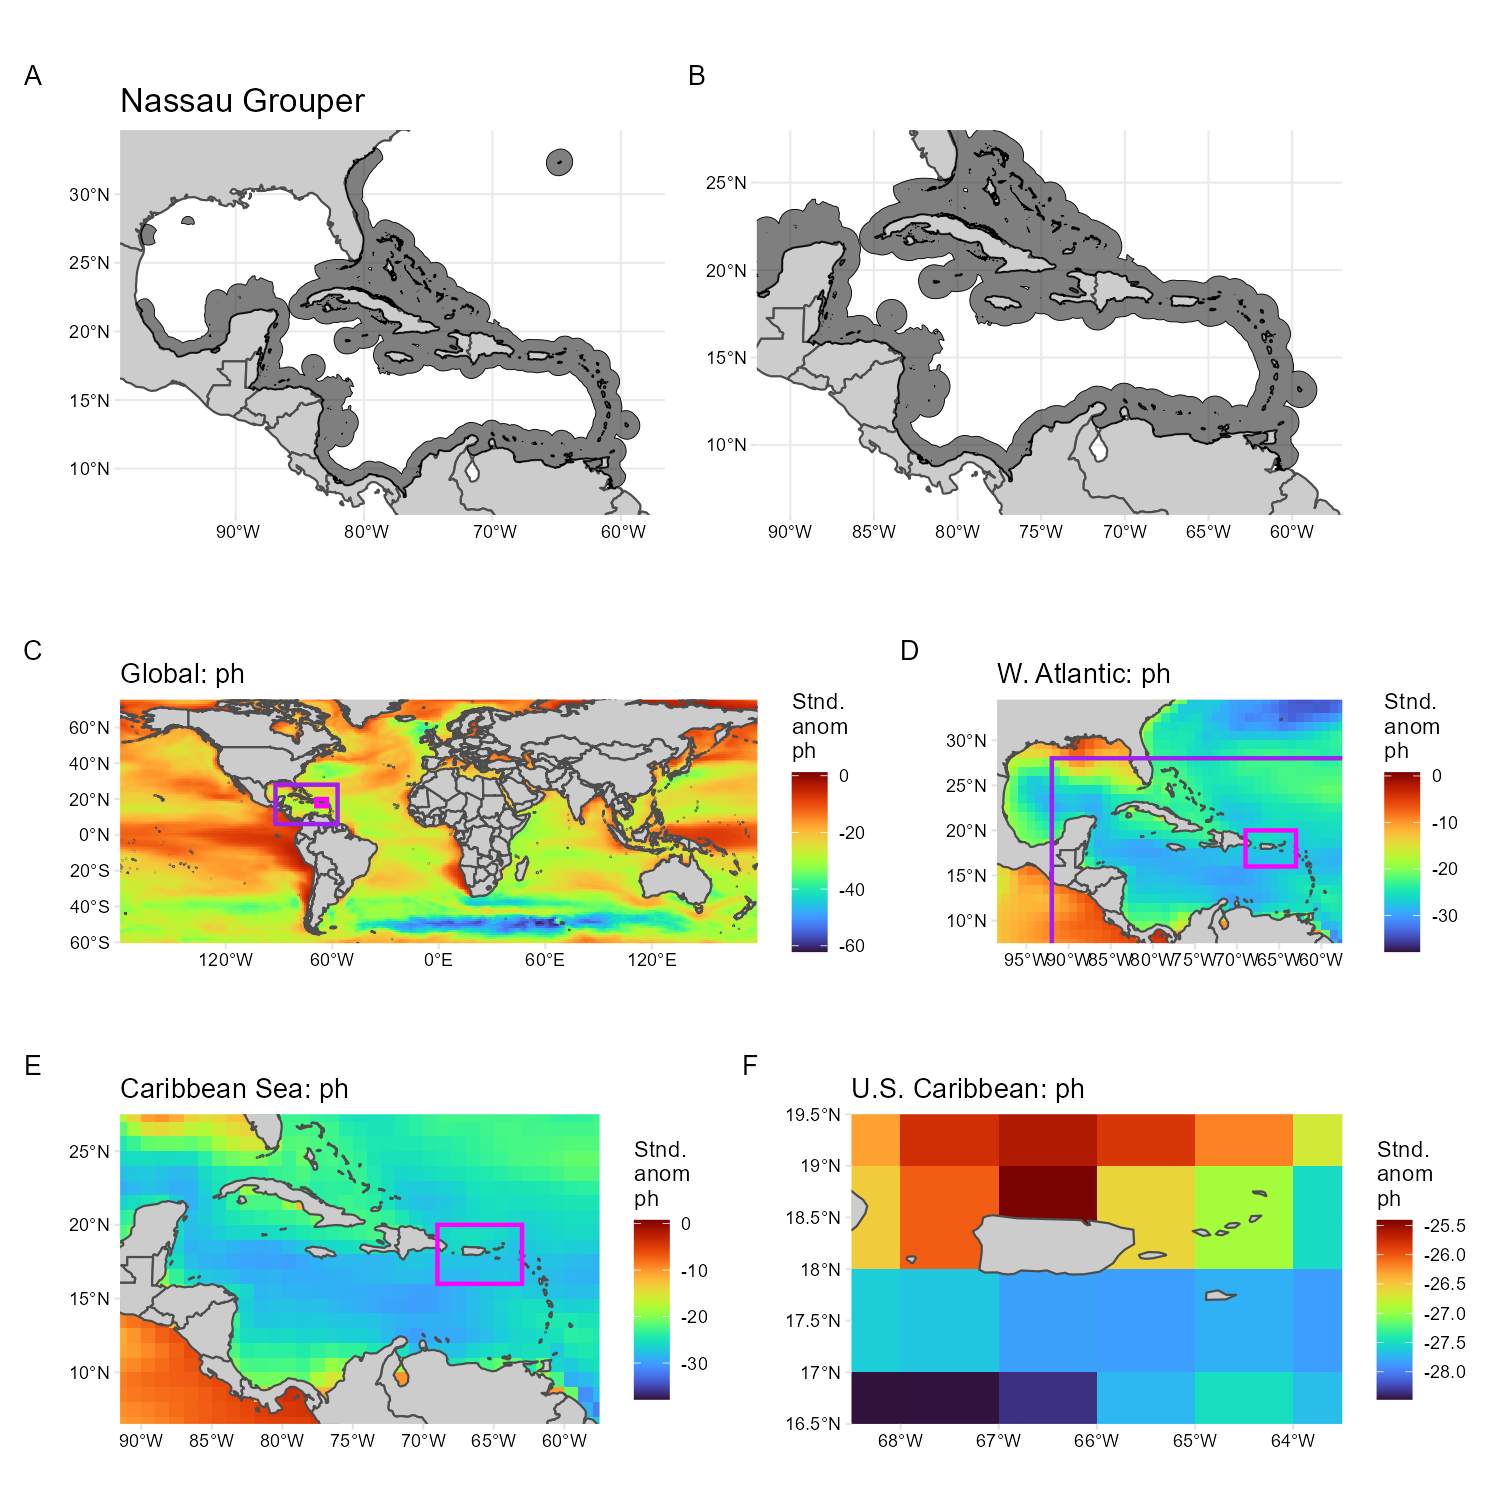 A
B
Nassau Grouper
30°N
25°N
20°N
15°N
10°N
90°W
80°W
70°W
60°W
25°N
20°N
15°N
10°N
90°W
85°W
80°W
75°W
70°W
65°W
60°W
C
Global: ph
60°N
40°N
20°N
0°N
20°S
40°S
60°S
120°W
60°W
0°E
60°E
120°E
Stnd.
anom
ph
0
-20
-40
-60
D
W. Atlantic: ph
30°N
25°N
20°N
15°N
10°N
95°W
90°W
85°W
80°W
75°W
70°W
65°W
60°W
Stnd.
anom
ph
0
-10
-20
-30
E
Caribbean Sea: ph
25°N
20°N
15°N
10°N
90°W
85°W
80°W
75°W
70°W
65°W
60°W
Stnd.
anom
ph
0
-10
-20
-30
F
U.S. Caribbean: ph
19.5°N
19°N
18.5°N
18°N
17.5°N
17°N
16.5°N
68°W
67°W
66°W
65°W
64°W
Stnd.
anom
ph
-25.5
-26.0
-26.5
-27.0
-27.5
-28.0